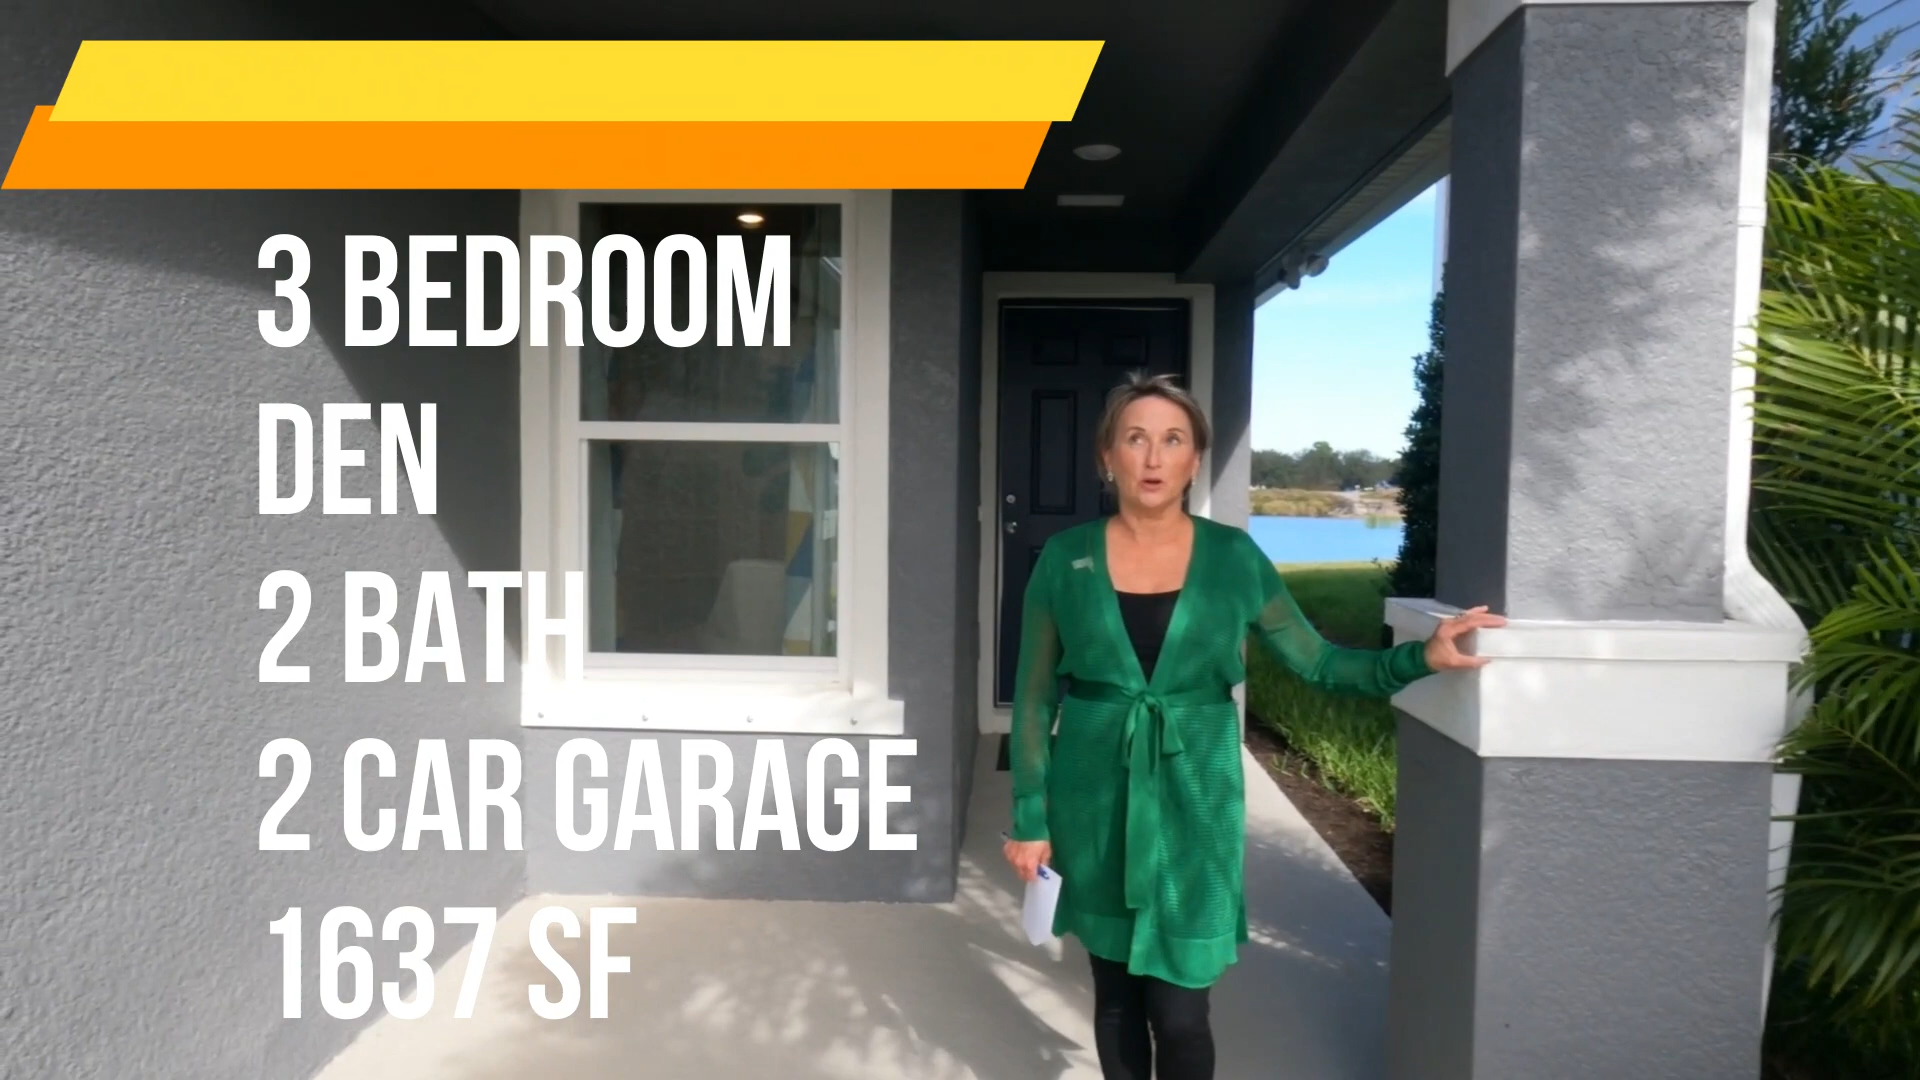 3 BEDROOM
DEN
2 BATH
2 CAR GARAGE
1637 SF